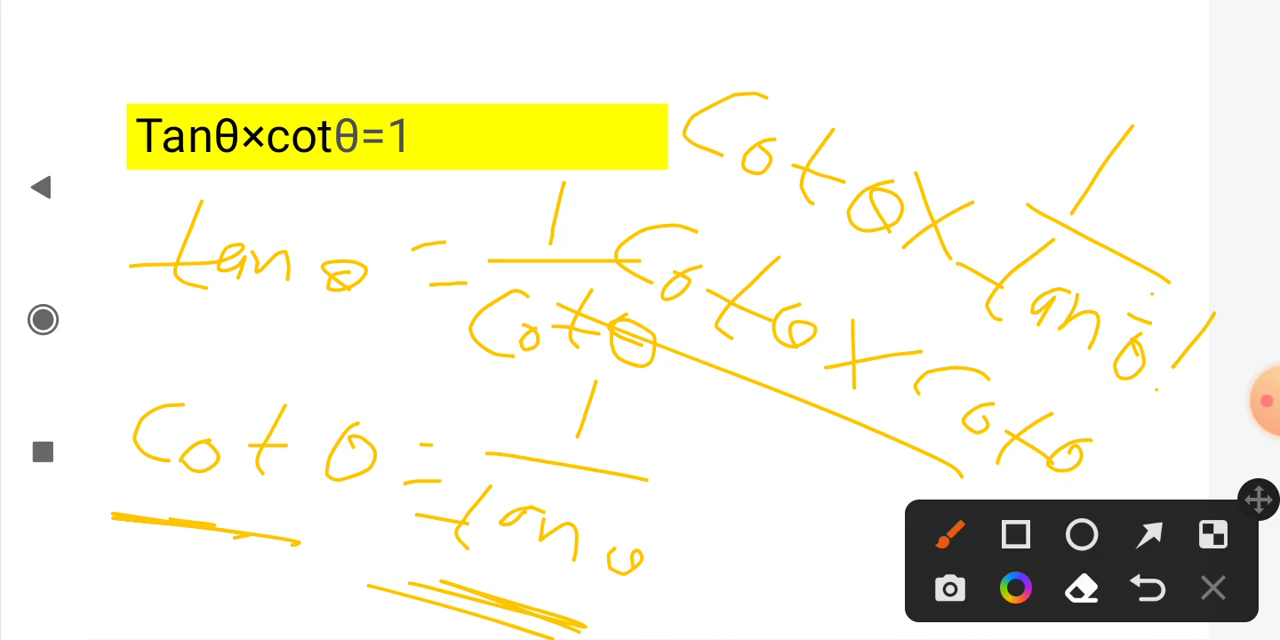 Tanθ×cotθ=1
cotθ × 1/tanθ
tanθ = 1/cotθ
cotθ × cotθ
cotθ = 1/tanθ